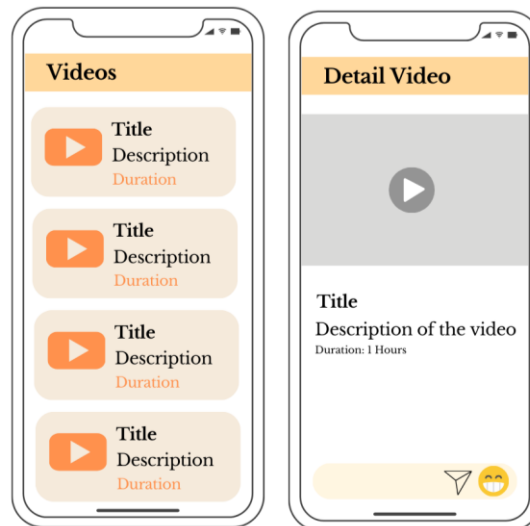 Videos
Title
Description
Duration
Title
Description
Duration
Title
Description
Duration
Title
Description
Duration
Detail Video
Title
Description of the video
Duration: 1 Hours